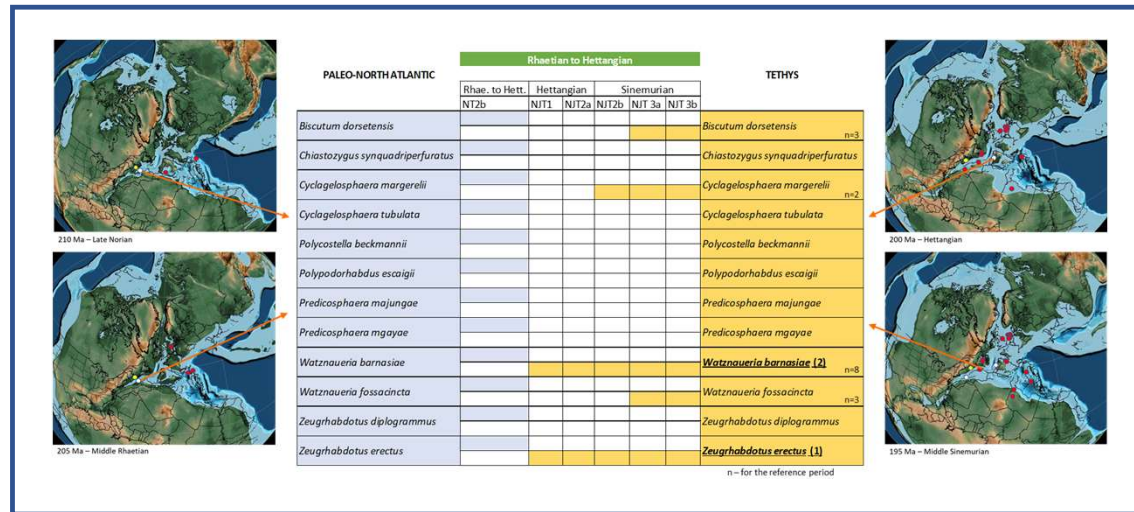 Rhaetian to Hettangian
PALEO-NORTH ATLANTIC
TETHYS
Rhae. to Hett.
Hettangian
Sinemurian
NT2b
NJT1
NJT2a
NJT2b
NJT 3a
NJT 3b
Biscutum dorsetensis
Biscutum dorsetensis
n=3
Chiastozygus synquadriperfuratus
Chiastozygus synquadriperfuratus
Cyclagelosphaera margerelii
Cyclagelosphaera margerelii
n=2
Cyclagelosphaera tubulata
Cyclagelosphaera tubulata
Polycostella beckmannii
Polycostella beckmannii
Polypodorhabdus escaigii
Polypodorhabdus escaigii
Predicosphaera majungae
Predicosphaera majungae
Predicosphaera mgayae
Predicosphaera mgayae
Watznaueria barnasiae
Watznaueria barnasiae (2)
n=8
Watznaueria fossacincta
Watznaueria fossacincta
n=3
Zeugrhabdotus diplogrammus
Zeugrhabdotus diplogrammus
Zeugrhabdotus erectus
Zeugrhabdotus erectus (1)
n – for the reference period
210 Ma – Late Norian
200 Ma – Hettangian
205 Ma – Middle Rhaetian
195 Ma – Middle Sinemurian